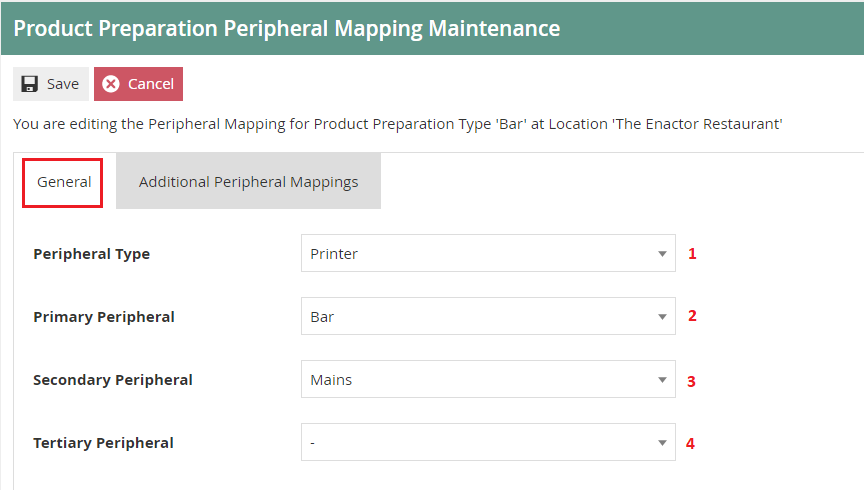 Product Preparation Peripheral Mapping Maintenance
Save Cancel
You are editing the Peripheral Mapping for Product Preparation Type 'Bar' at Location 'The Enactor Restaurant'
General Additional Peripheral Mappings
Peripheral Type Printer 1
Primary Peripheral Bar 2
Secondary Peripheral Mains 3
Tertiary Peripheral - 4